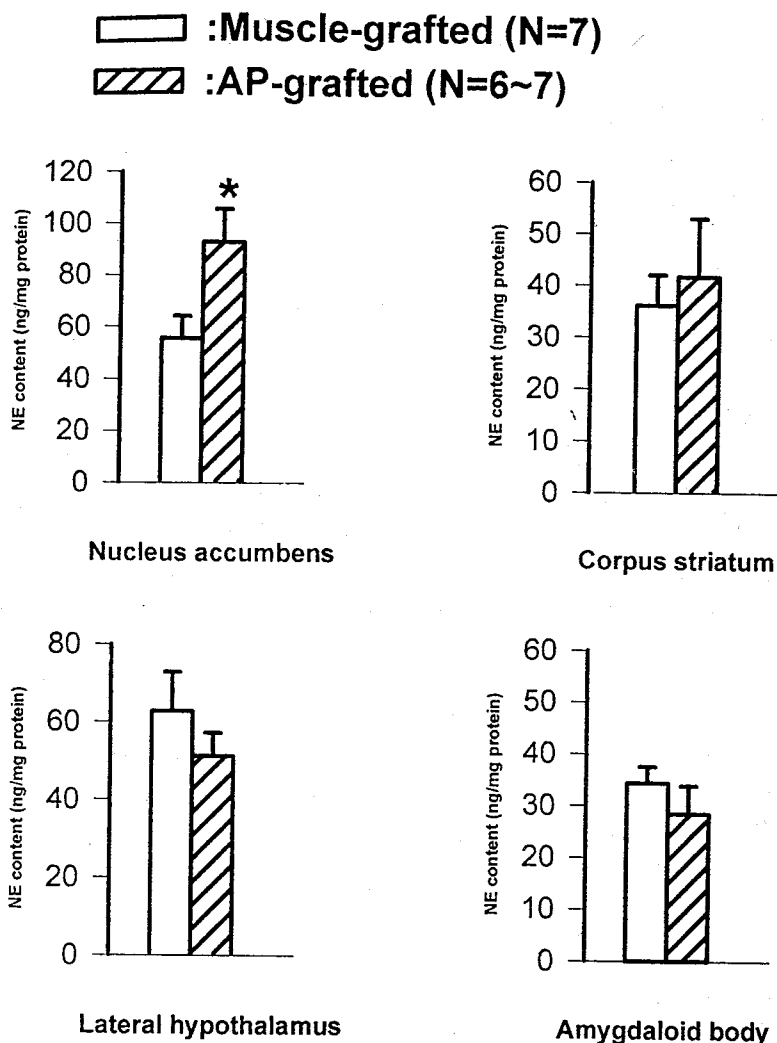 :Muscle-grafted (N=7)
:AP-grafted (N=6~7)
120
100
80
60
40
20
0
NE content (ng/mg protein)
*
Nucleus accumbens
60
50
40
30
20
10
0
NE content (ng/mg protein)
Corpus striatum
80
60
40
20
0
NE content (ng/mg protein)
Lateral hypothalamus
60
50
40
30
20
10
0
NE content (ng/mg protein)
Amygdaloid body